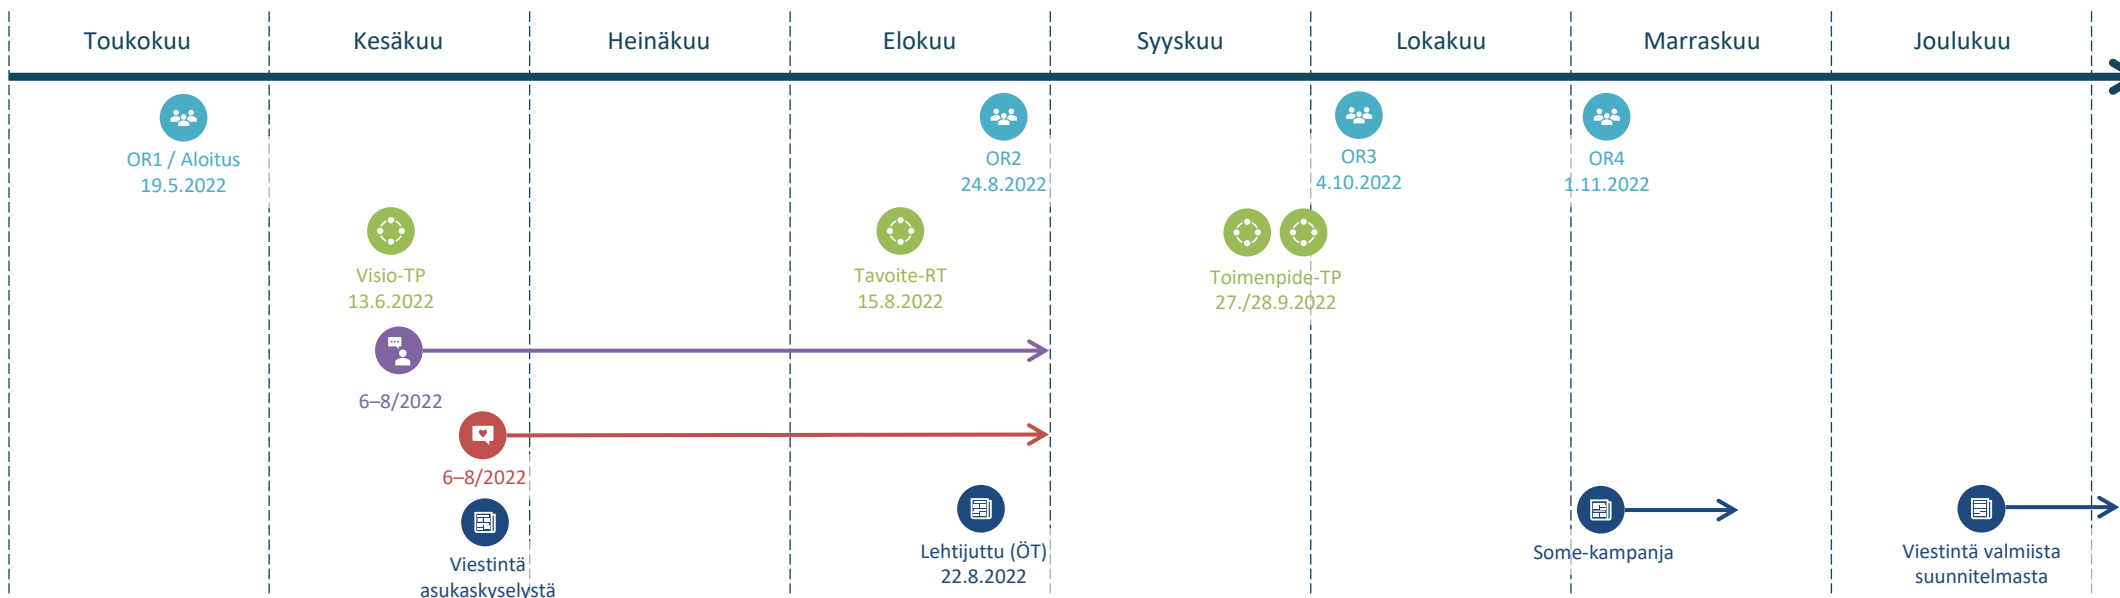 Toukokuu
Kesäkuu
Heinäkuu
Elokuu
Syyskuu
Lokakuu
Marraskuu
Joulukuu
OR1 / Aloitus
19.5.2022
OR2
24.8.2022
OR3
4.10.2022
OR4
1.11.2022
Visio-TP
13.6.2022
Tavoite-RT
15.8.2022
Toimenpide-TP
27./28.9.2022
6–8/2022
6–8/2022
Viestintä
asukaskyselystä
Lehtijuttu (ÖT)
22.8.2022
Some-kampanja
Viestintä valmiista
suunnitelmasta